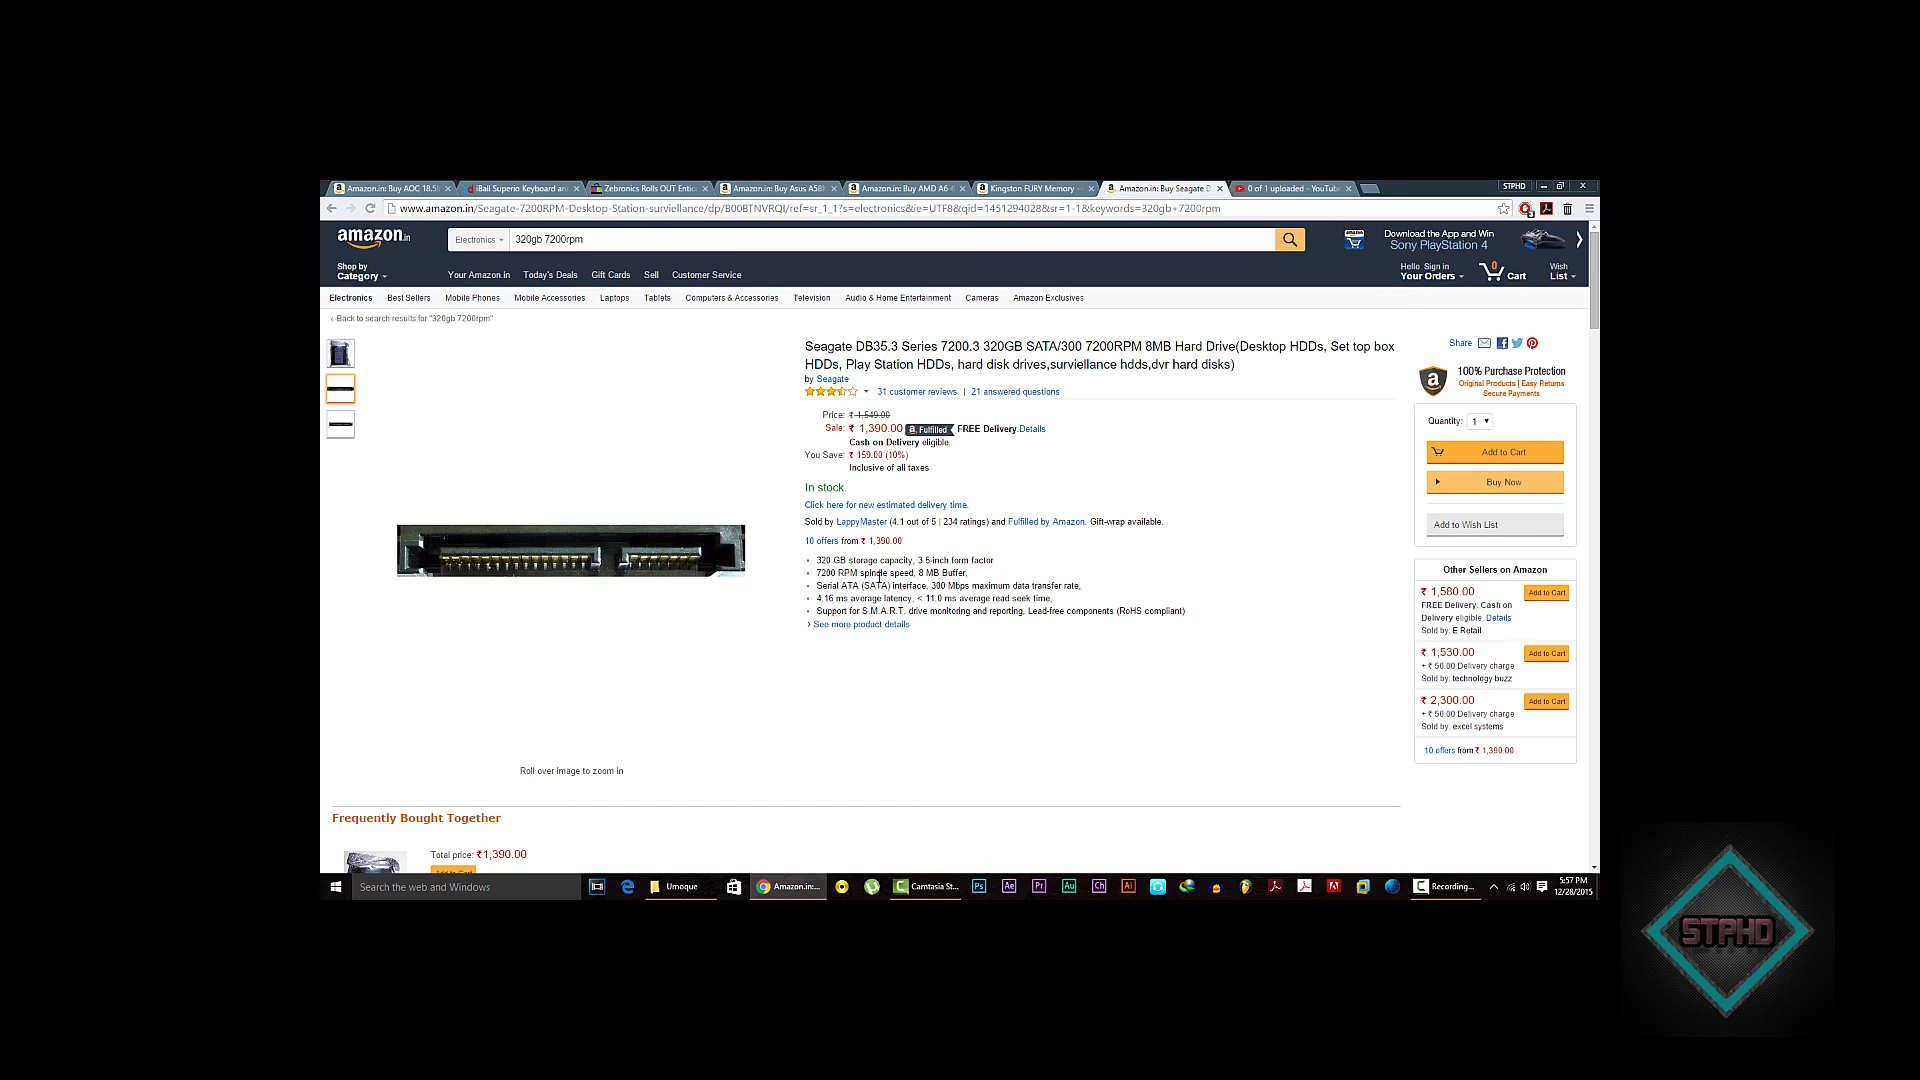 Amazon.in: Buy AOC 18.5
iBall Superio Keyboard an
Zebronics Rolls OUT Entic
Amazon.in: Buy Asus A58M
Amazon.in: Buy AMD A6-
Kingston FURY Memory -
Amazon.in: Buy Seagate D
0 of 1 uploaded - YouTube
STPHD
www.amazon.in/Seagate-7200RPM-Desktop-Station-surviellance/dp/B00BTNVRQI/ref=sr_1_1?s=electronics&ie=UTF8&qid=1451294028&sr=1-1&keywords=320gb+7200rpm
amazon.in
Electronics
320gb 7200rpm
Download the App and Win
Sony PlayStation 4
Shop by
Category
Your Amazon.in Today's Deals Gift Cards Sell Customer Service
Hello. Sign in
Your Orders
0
Cart
Wish
List
Electronics Best Sellers Mobile Phones Mobile Accessories Laptops Tablets Computers & Accessories Television Audio & Home Entertainment Cameras Amazon Exclusives
‹ Back to search results for "320gb 7200rpm"
Seagate DB35.3 Series 7200.3 320GB SATA/300 7200RPM 8MB Hard Drive(Desktop HDDs, Set top box
HDDs, Play Station HDDs, hard disk drives,surviellance hdds,dvr hard disks)
by Seagate
31 customer reviews | 21 answered questions
Price: ₹ 1,549.00
Sale: ₹ 1,390.00 a Fulfilled FREE Delivery.Details
Cash on Delivery eligible.
You Save: ₹ 159.00 (10%)
Inclusive of all taxes
In stock.
Click here for new estimated delivery time.
Sold by LappyMaster (4.1 out of 5 | 234 ratings) and Fulfilled by Amazon. Gift-wrap available.
10 offers from ₹ 1,390.00
• 320 GB storage capacity, 3.5-inch form factor
• 7200 RPM spindle speed, 8 MB Buffer,
• Serial ATA (SATA) interface, 300 Mbps maximum data transfer rate,
• 4.16 ms average latency, < 11.0 ms average read seek time,
• Support for S.M.A.R.T. drive monitoring and reporting, Lead-free components (RoHS compliant)
› See more product details
Roll over image to zoom in
Share
100% Purchase Protection
Original Products | Easy Returns
Secure Payments
Quantity: 1
Add to Cart
Buy Now
Add to Wish List
Other Sellers on Amazon
₹ 1,580.00 Add to Cart
FREE Delivery. Cash on
Delivery eligible. Details
Sold by: E Retail
₹ 1,530.00 Add to Cart
+ ₹ 50.00 Delivery charge
Sold by: technology buzz
₹ 2,300.00 Add to Cart
+ ₹ 50.00 Delivery charge
Sold by: excel systems
10 offers from ₹ 1,390.00
Frequently Bought Together
Total price: ₹1,390.00
Search the web and Windows
Umoque
Amazon.in:...
Camtasia St...
Ps
Ae
Pr
Au
Ch
Ai
Recording...
5:57 PM
12/28/2015
STPHD